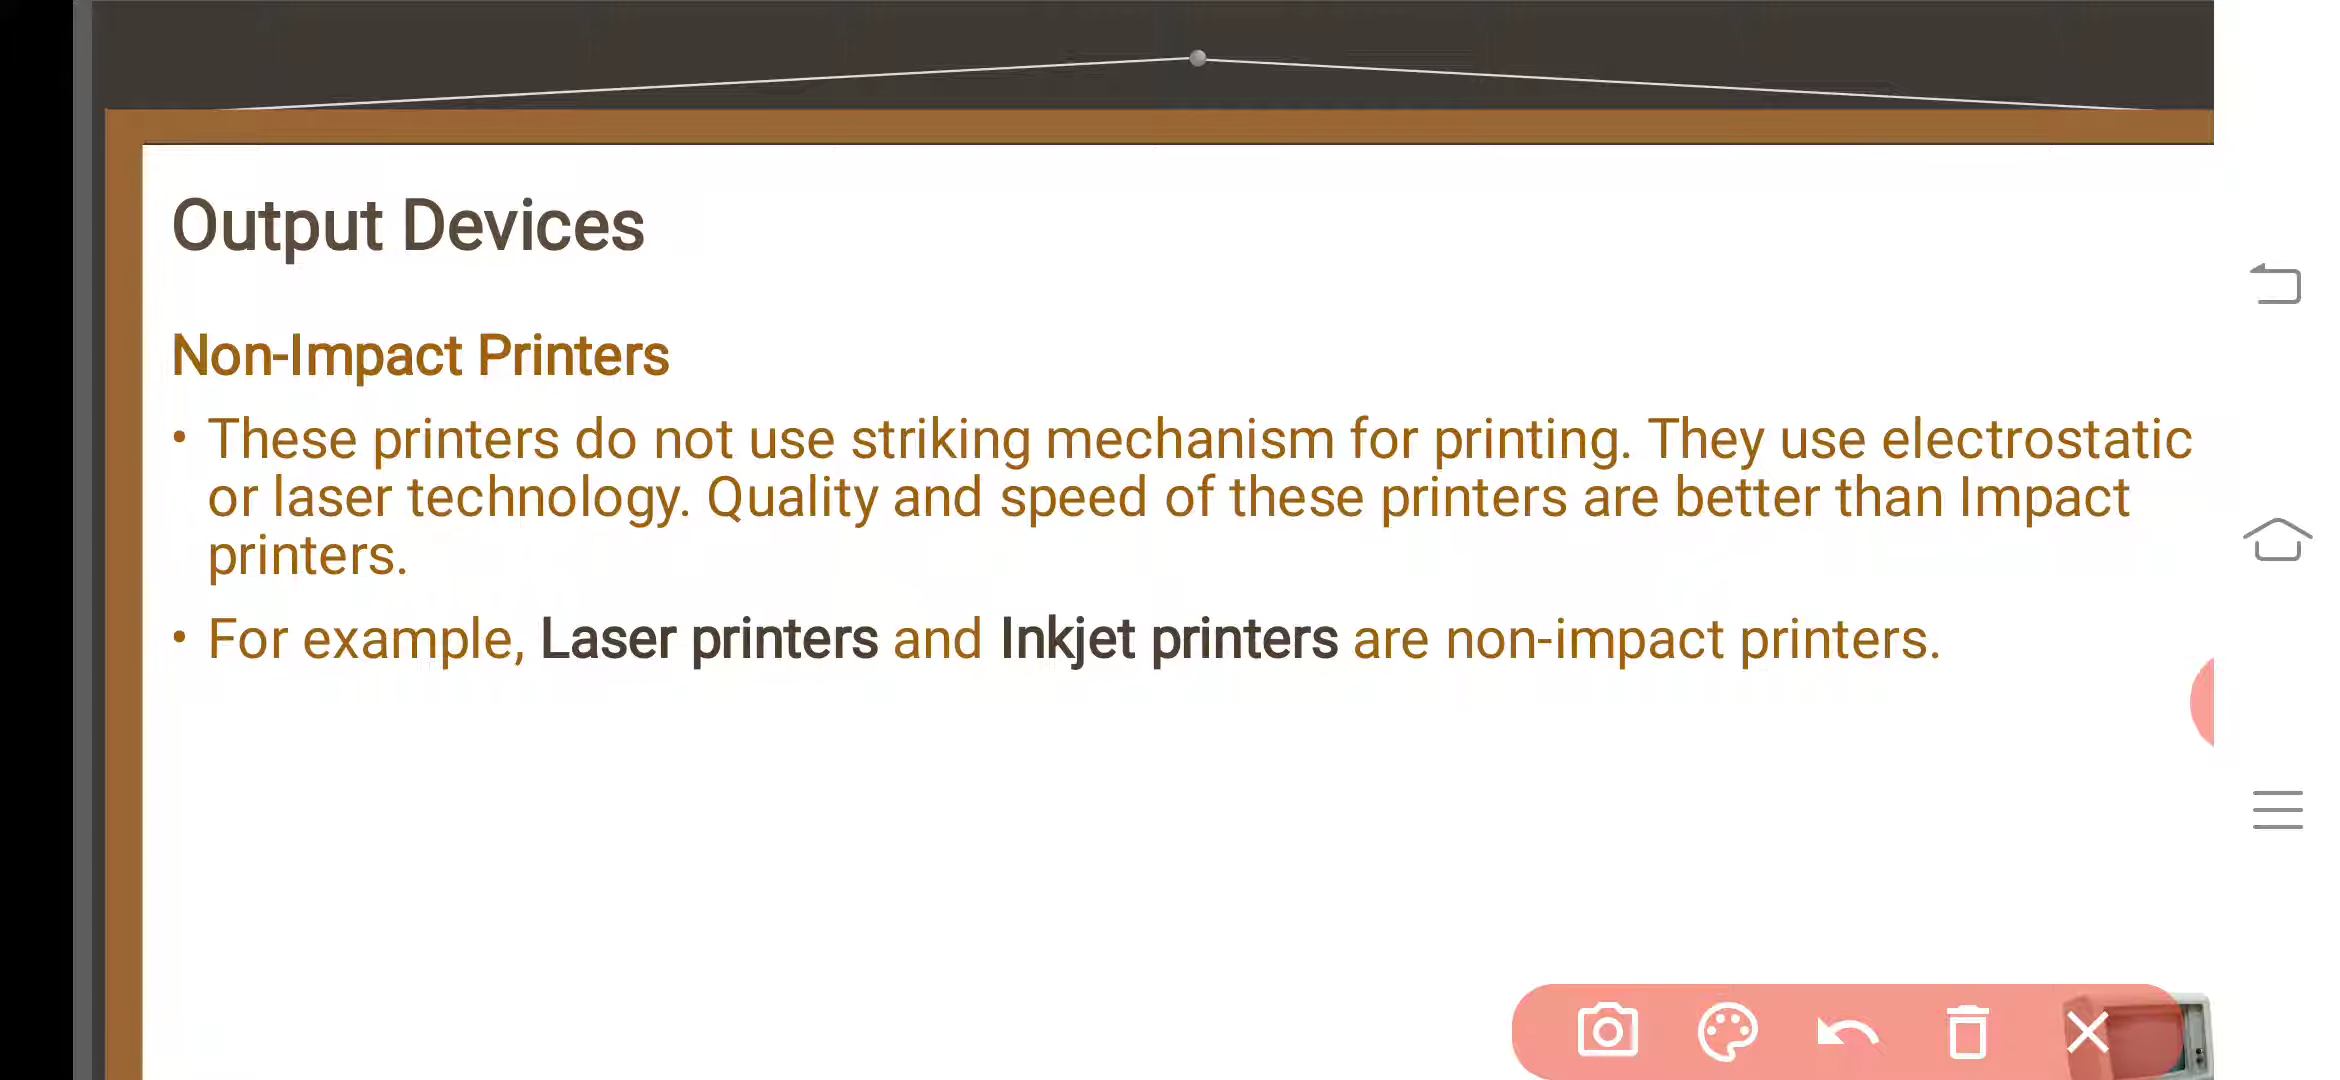 Output Devices
Non-Impact Printers
• These printers do not use striking mechanism for printing. They use electrostatic
or laser technology. Quality and speed of these printers are better than Impact
printers.
• For example, Laser printers and Inkjet printers are non-impact printers.